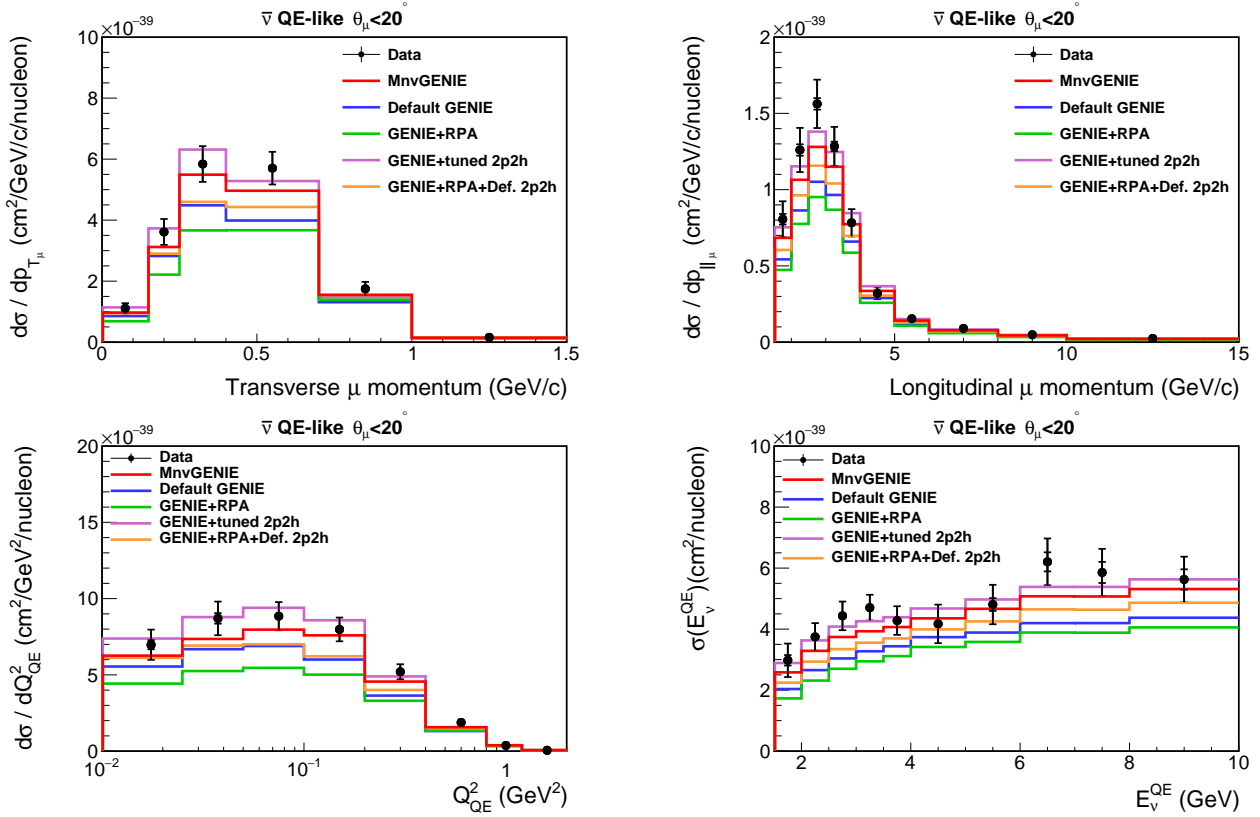 ν̅ QE-like θμ<20°
×10⁻³⁹
dσ / dp_Tμ (cm²/GeV/c/nucleon)
10
8
6
4
2
0
Data
MnvGENIE
Default GENIE
GENIE+RPA
GENIE+tuned 2p2h
GENIE+RPA+Def. 2p2h
0 0.5 1 1.5
Transverse μ momentum (GeV/c)
ν̅ QE-like θμ<20°
×10⁻³⁹
dσ / dp_||μ (cm²/GeV/c/nucleon)
2
1.5
1
0.5
0
Data
MnvGENIE
Default GENIE
GENIE+RPA
GENIE+tuned 2p2h
GENIE+RPA+Def. 2p2h
5 10 15
Longitudinal μ momentum (GeV/c)
ν̅ QE-like θμ<20°
×10⁻³⁹
dσ / dQ²_QE (cm²/GeV²/nucleon)
20
15
10
5
0
Data
MnvGENIE
Default GENIE
GENIE+RPA
GENIE+tuned 2p2h
GENIE+RPA+Def. 2p2h
10⁻² 10⁻¹ 1
Q²_QE (GeV²)
ν̅ QE-like θμ<20°
×10⁻³⁹
σ(E_ν^QE)(cm²/nucleon)
10
8
6
4
2
0
Data
MnvGENIE
Default GENIE
GENIE+RPA
GENIE+tuned 2p2h
GENIE+RPA+Def. 2p2h
2 4 6 8 10
E_ν^QE (GeV)